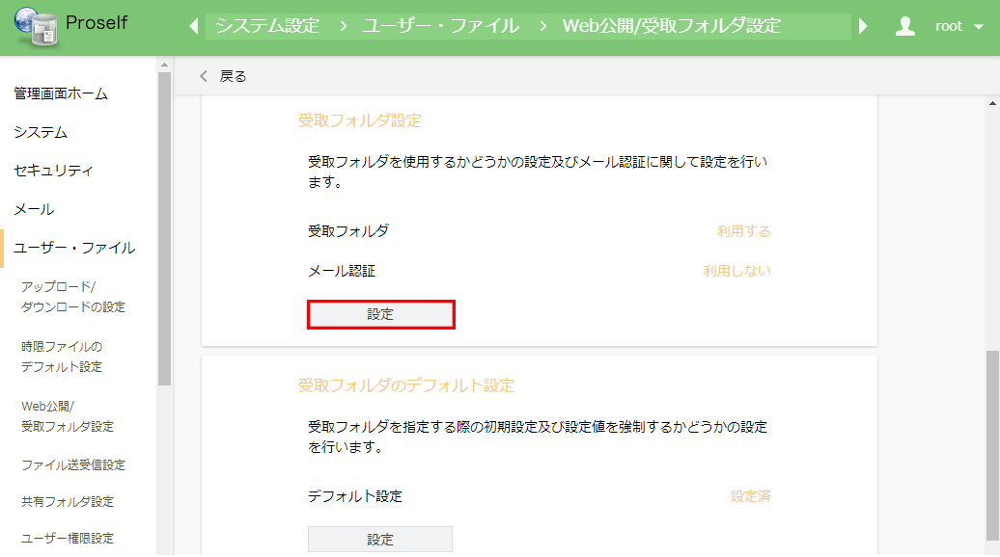 Proself
システム設定 > ユーザー・ファイル > Web公開/受取フォルダ設定
root
戻る
管理画面ホーム
システム
セキュリティ
メール
ユーザー・ファイル
アップロード/
ダウンロードの設定
時限ファイルの
デフォルト設定
Web公開/
受取フォルダ設定
ファイル送受信設定
共有フォルダ設定
ユーザー権限設定
受取フォルダ設定
受取フォルダを使用するかどうかの設定及びメール認証に関して設定を行い
ます。
受取フォルダ 利用する
メール認証 利用しない
設定
受取フォルダのデフォルト設定
受取フォルダを指定する際の初期設定及び設定値を強制するかどうかの設定
を行います。
デフォルト設定 設定済
設定